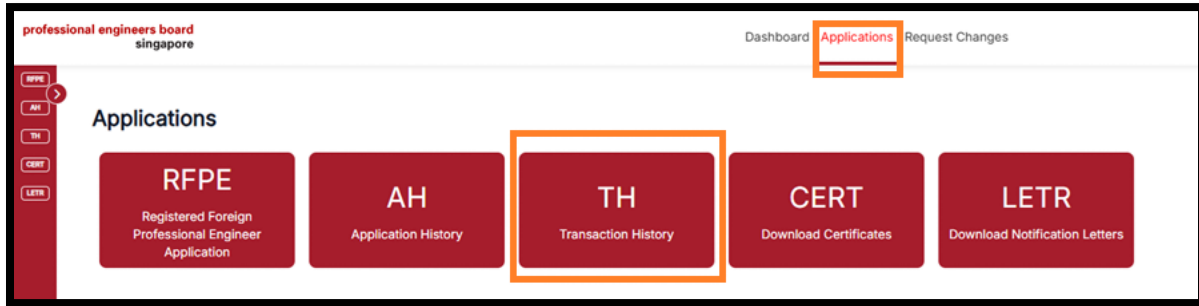 professional engineers board
singapore
Dashboard Applications Request Changes
RFPE
AH
TH
CERT
LETR
Applications
RFPE
Registered Foreign
Professional Engineer
Application
AH
Application History
TH
Transaction History
CERT
Download Certificates
LETR
Download Notification Letters